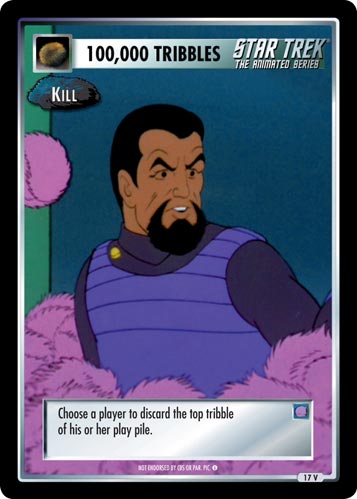 100,000 TRIBBLES
STAR TREK
THE ANIMATED SERIES
KILL
Choose a player to discard the top tribble
of his or her play pile.
NOT ENDORSED BY CBS OR PAR. PIC.
17 V